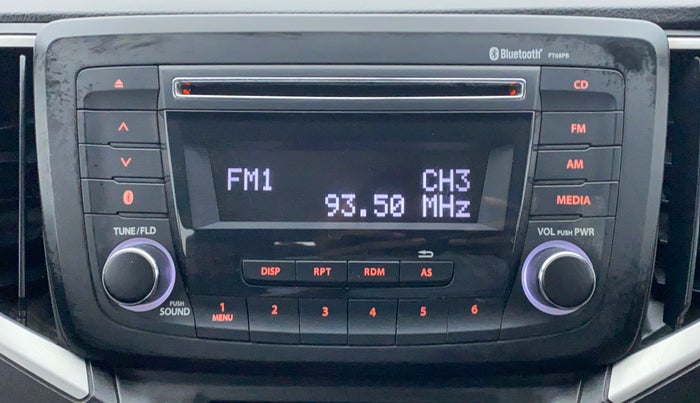 Bluetooth® PT66PB
CD
FM
AM
MEDIA
FM1 CH3
93.50 MHz
TUNE/FLD
VOL PUSH PWR
DISP RPT RDM AS
PUSH
SOUND
1 2 3 4 5 6
MENU